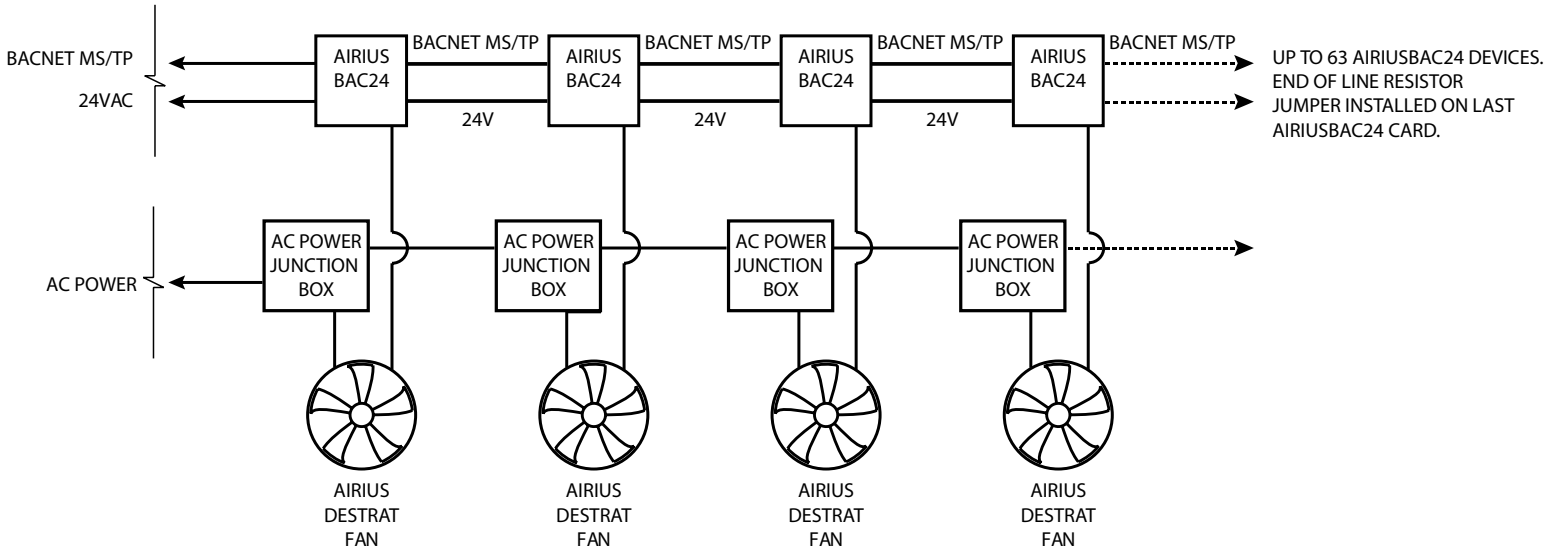 BACNET MS/TP
24VAC
AIRIUS
BAC24
BACNET MS/TP
24V
AIRIUS
BAC24
BACNET MS/TP
24V
AIRIUS
BAC24
BACNET MS/TP
24V
AIRIUS
BAC24
BACNET MS/TP
UP TO 63 AIRIUSBAC24 DEVICES.
END OF LINE RESISTOR
JUMPER INSTALLED ON LAST
AIRIUSBAC24 CARD.
AC POWER
AC POWER
JUNCTION
BOX
AC POWER
JUNCTION
BOX
AC POWER
JUNCTION
BOX
AC POWER
JUNCTION
BOX
AIRIUS
DESTRAT
FAN
AIRIUS
DESTRAT
FAN
AIRIUS
DESTRAT
FAN
AIRIUS
DESTRAT
FAN